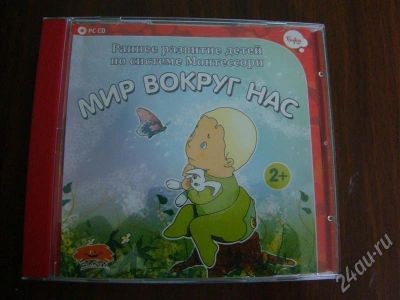 PC CD
Раннее развитие детей
по системе Монтессори
МИР ВОКРУГ НАС
2+
24au.ru